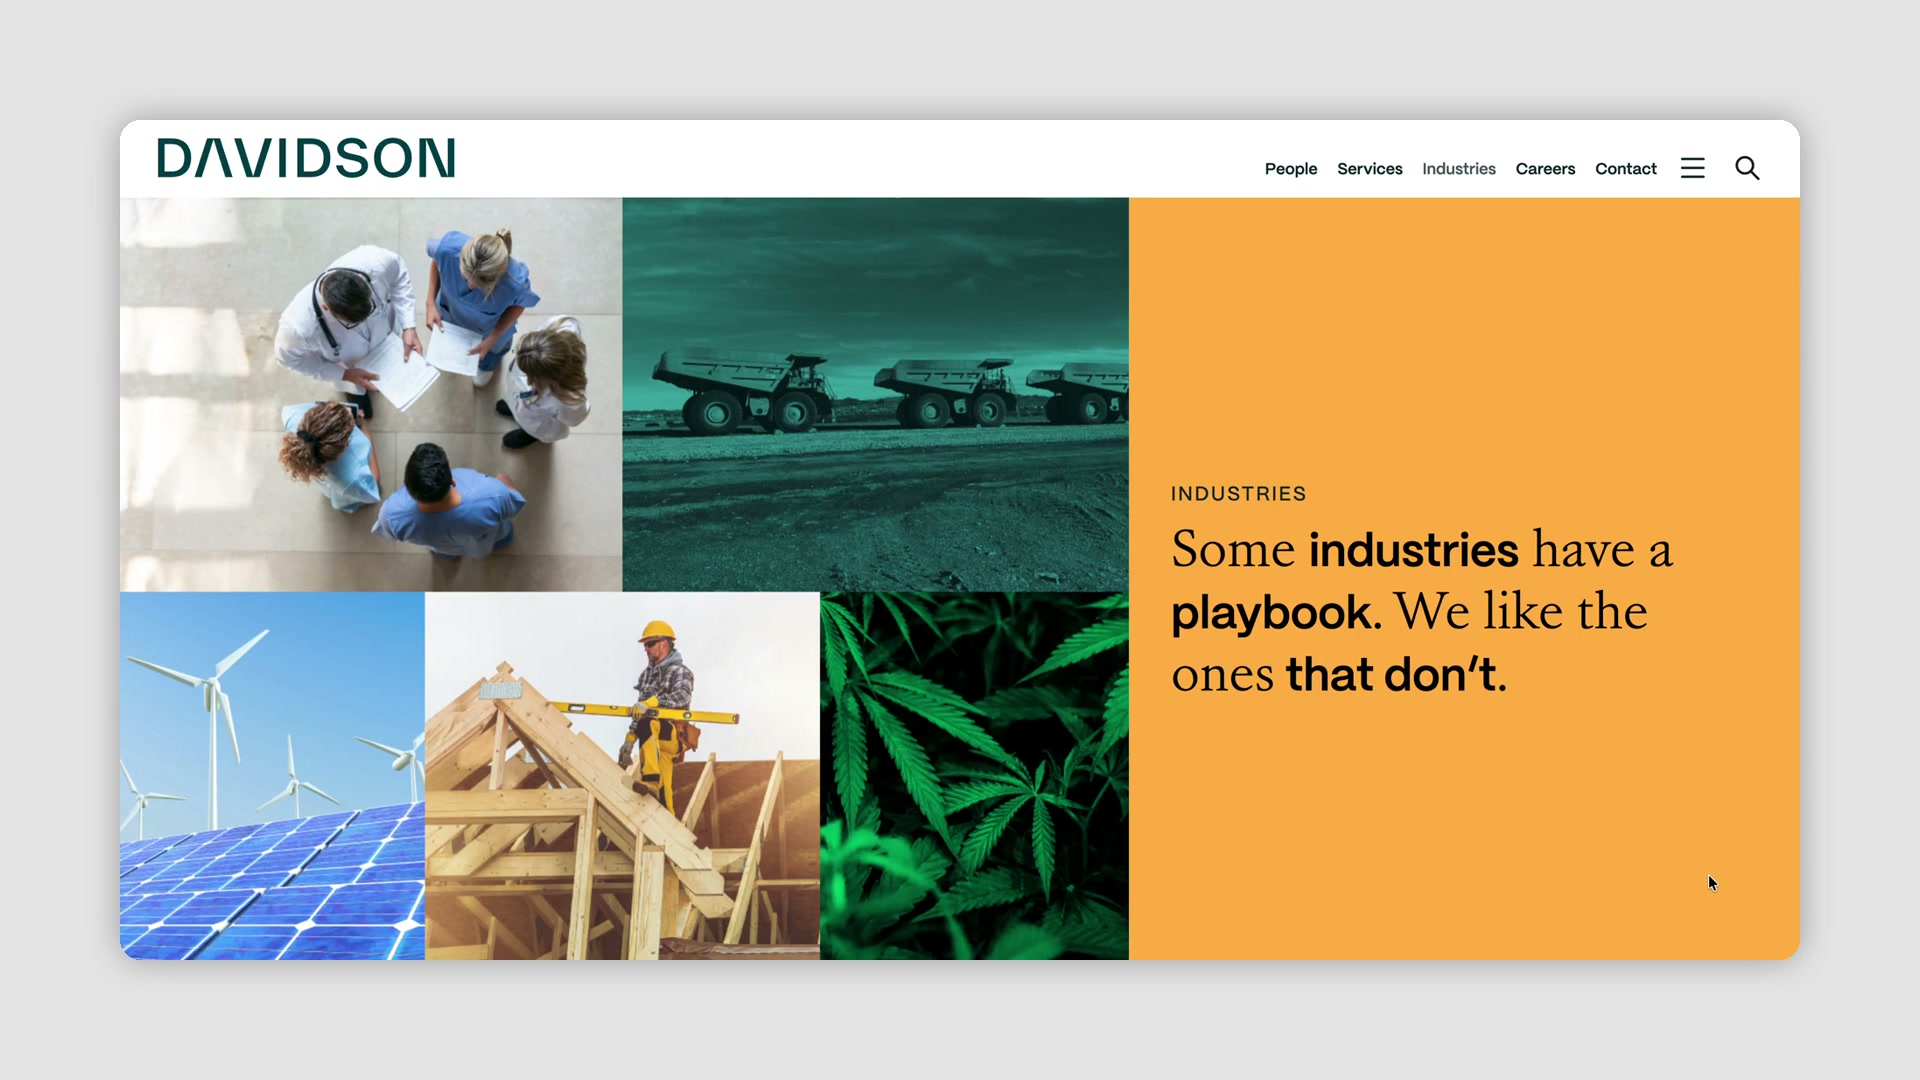 DAVIDSON
People Services Industries Careers Contact
INDUSTRIES
Some industries have a
playbook. We like the
ones that don’t.